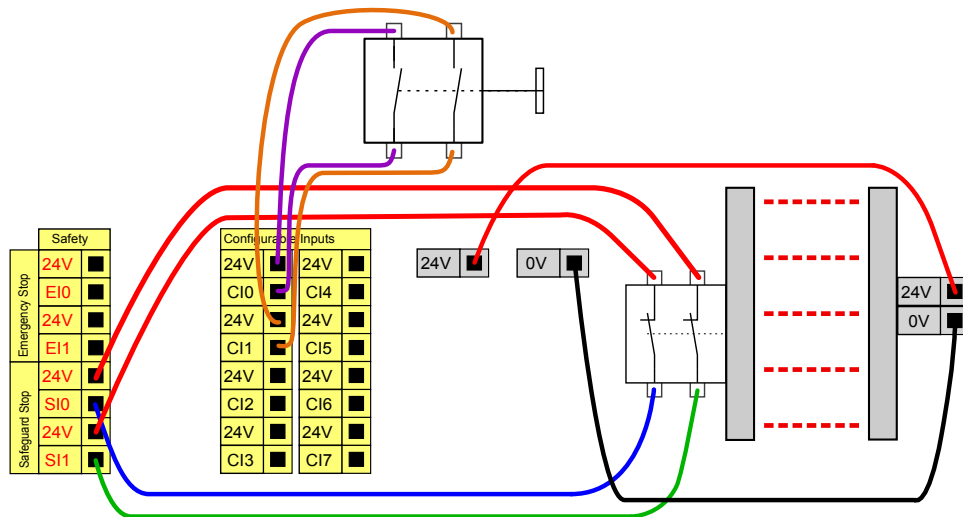 Safety
Emergency Stop
24V
EI0
24V
EI1
Safeguard Stop
24V
SI0
24V
SI1
Configurable Inputs
24V 24V
CI0 CI4
24V 24V
CI1 CI5
24V 24V
CI2 CI6
24V 24V
CI3 CI7
24V
0V
24V
0V